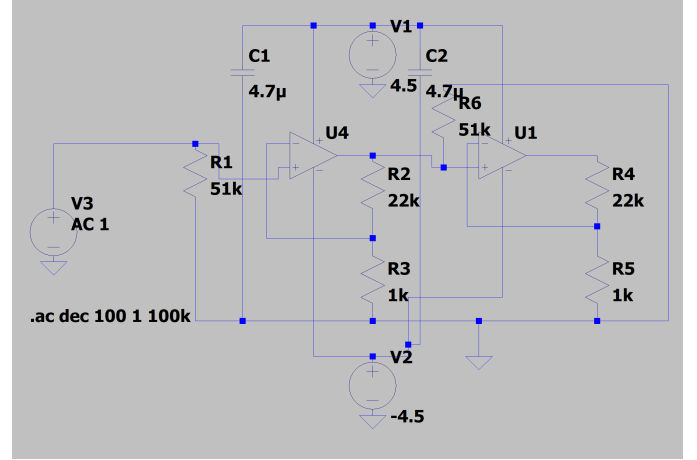 V1
C1
C2
4.5
4.7µ
4.7µ
R6
51k
U4
U1
R1
51k
R2
22k
R4
22k
V3
AC 1
R3
1k
R5
1k
.ac dec 100 1 100k
V2
-4.5